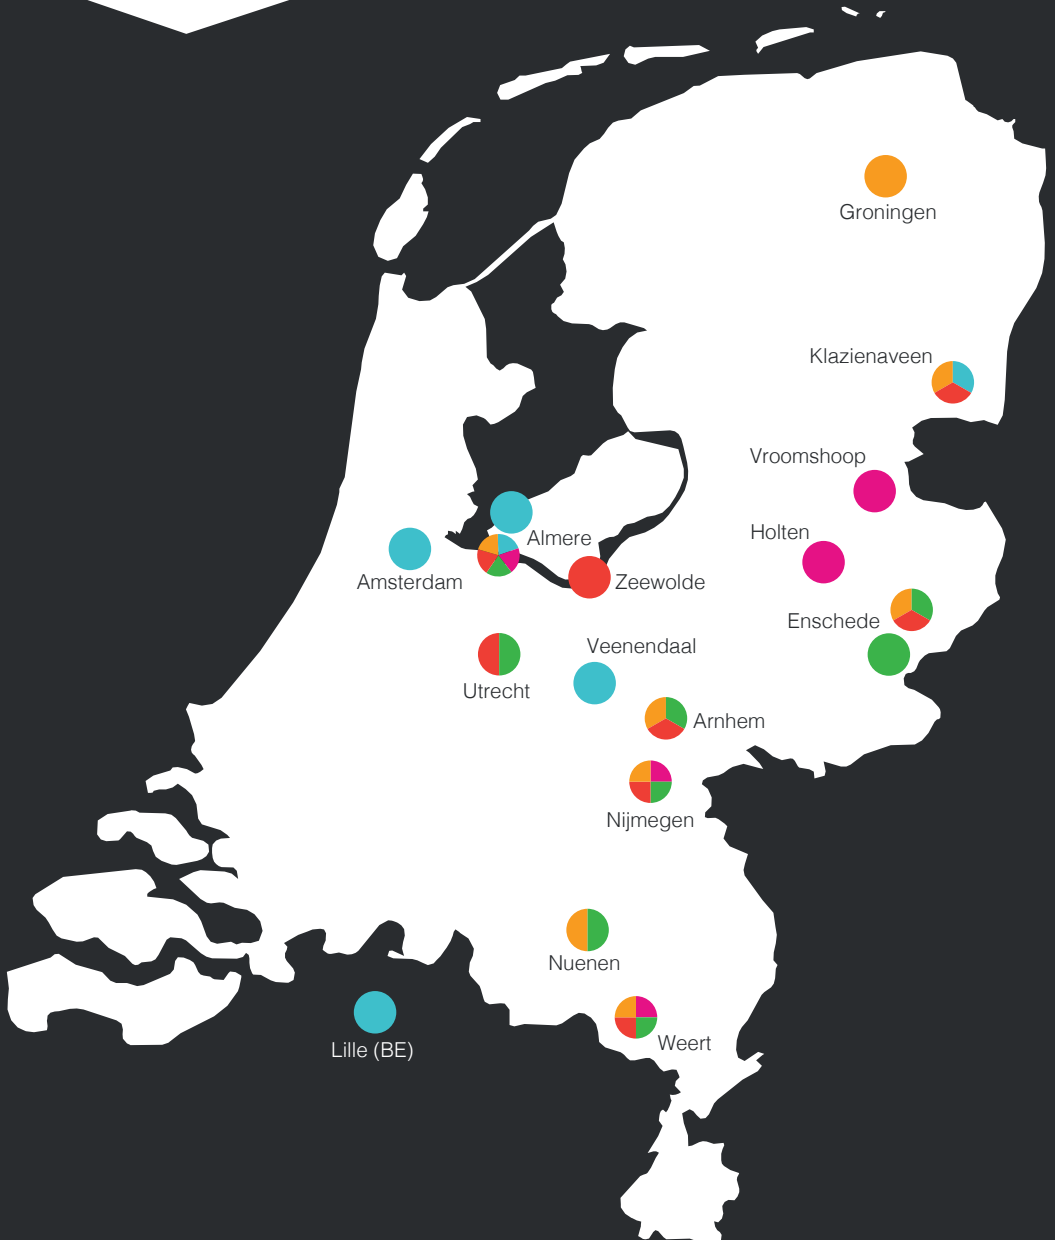 Groningen
Klazienaveen
Vroomshoop
Holten
Almere
Amsterdam
Zeewolde
Enschede
Veenendaal
Utrecht
Arnhem
Nijmegen
Nuenen
Weert
Lille (BE)